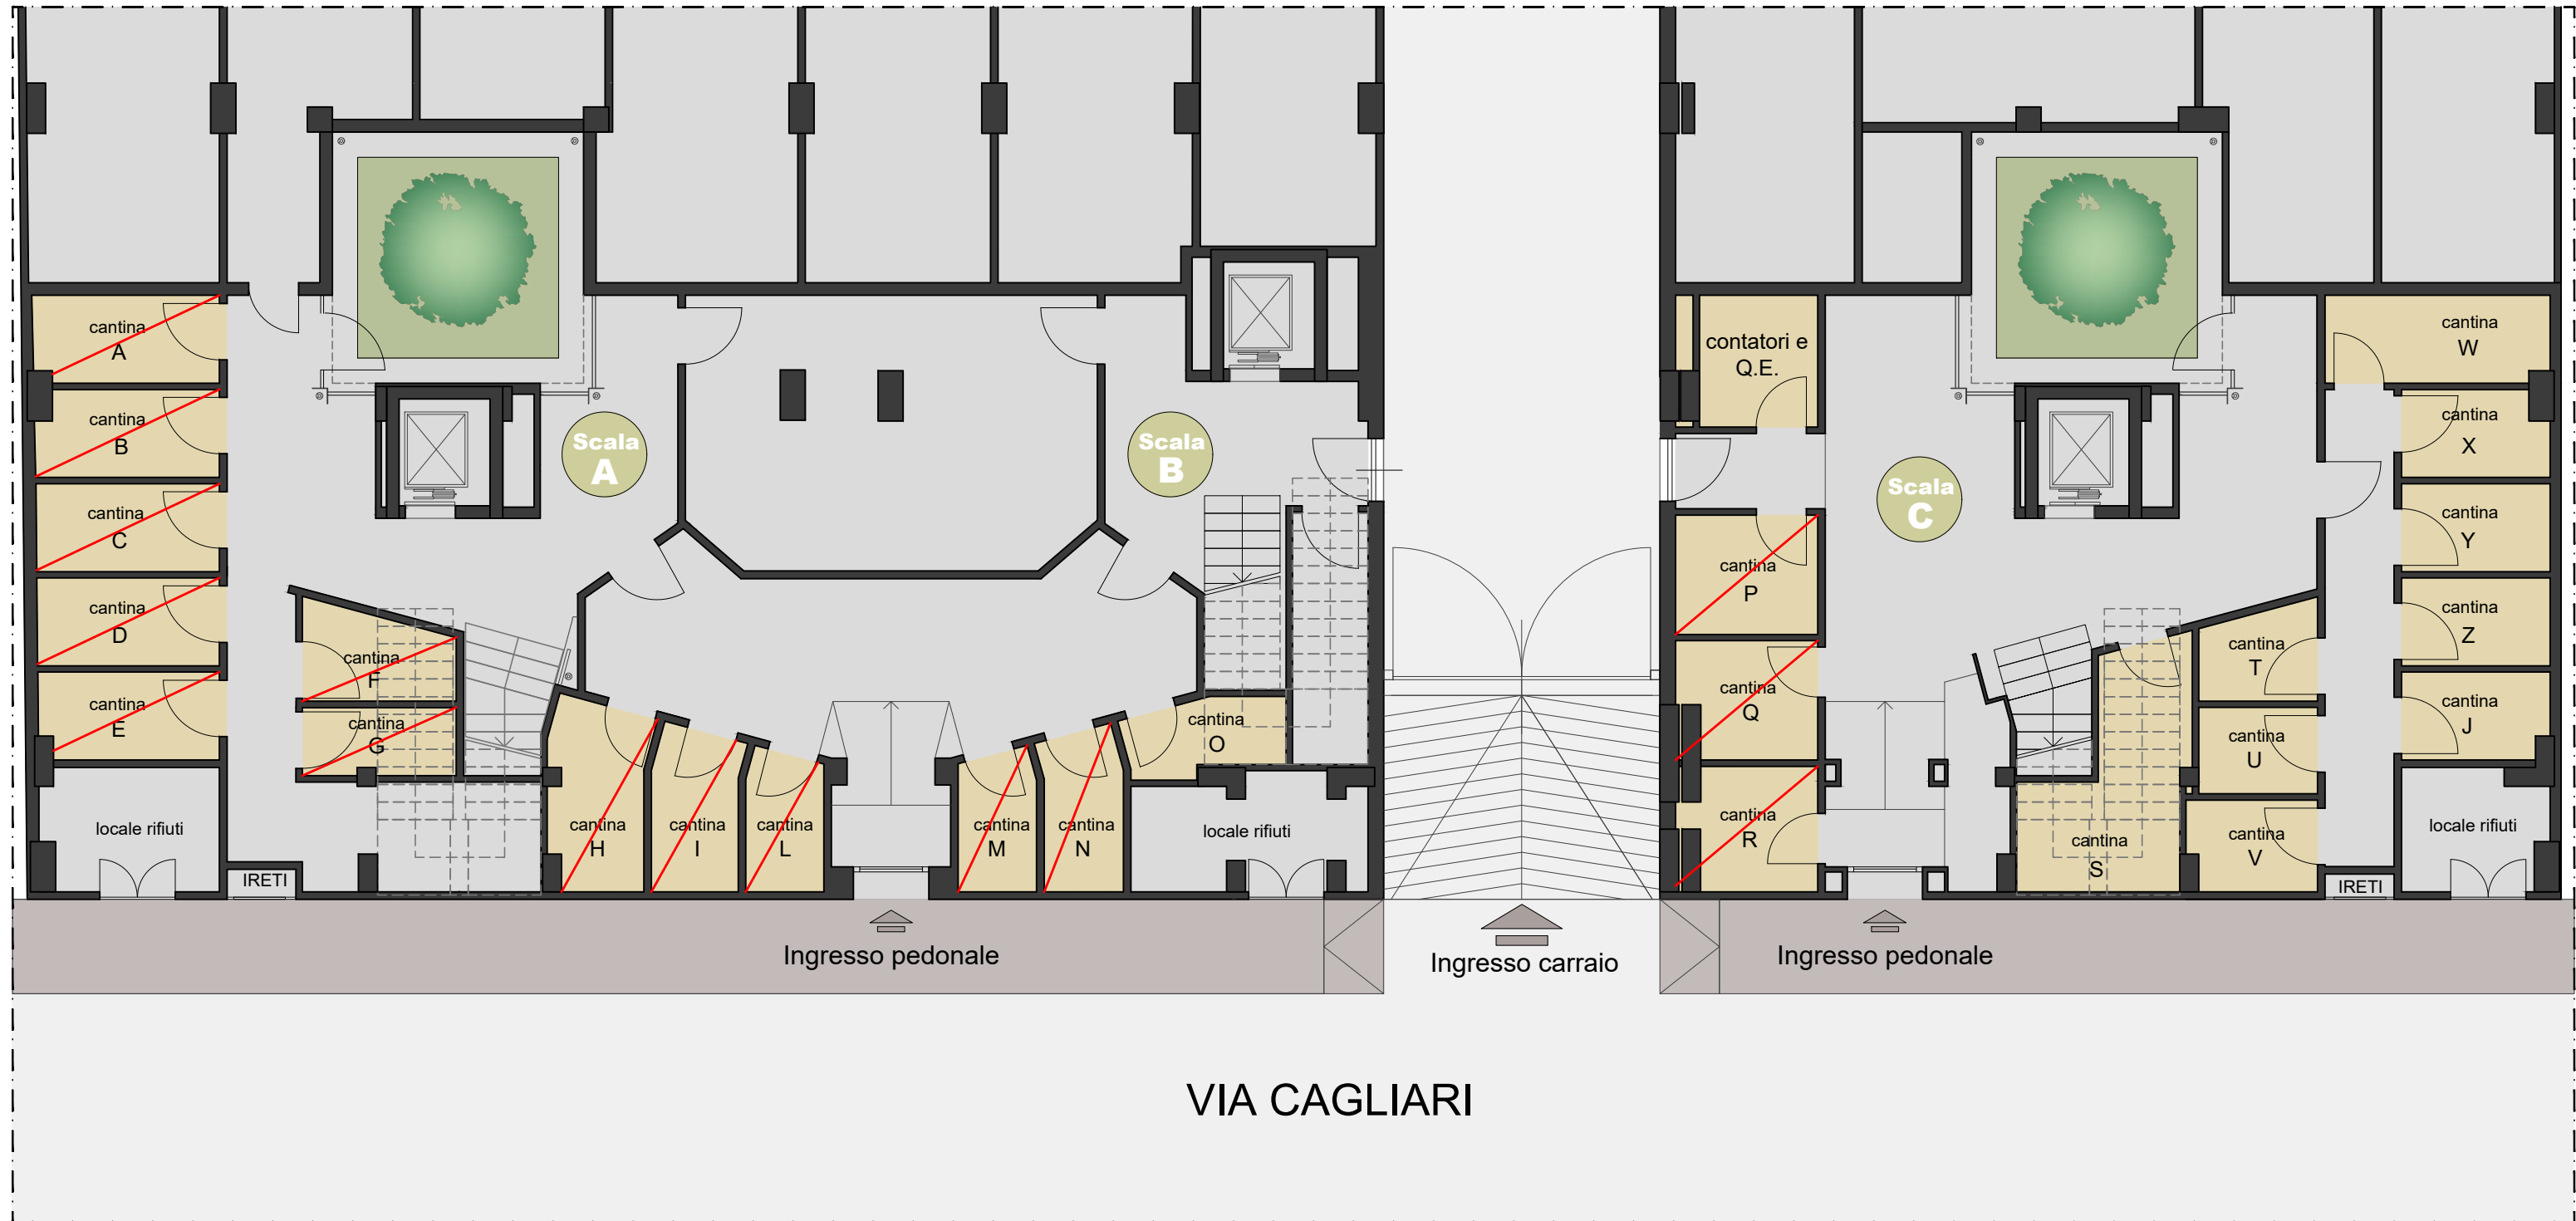 cantina
A
cantina
B
cantina
C
cantina
D
cantina
E
cantina
F
cantina
G
locale rifiuti
IRETI
Scala
A
Scala
B
cantina
H
cantina
I
cantina
L
cantina
M
cantina
N
cantina
O
locale rifiuti
contatori e
Q.E.
cantina
P
cantina
Q
cantina
R
Scala
C
cantina
S
cantina
T
cantina
U
cantina
V
cantina
W
cantina
X
cantina
Y
cantina
Z
cantina
J
locale rifiuti
IRETI
Ingresso pedonale
Ingresso carraio
Ingresso pedonale
VIA CAGLIARI